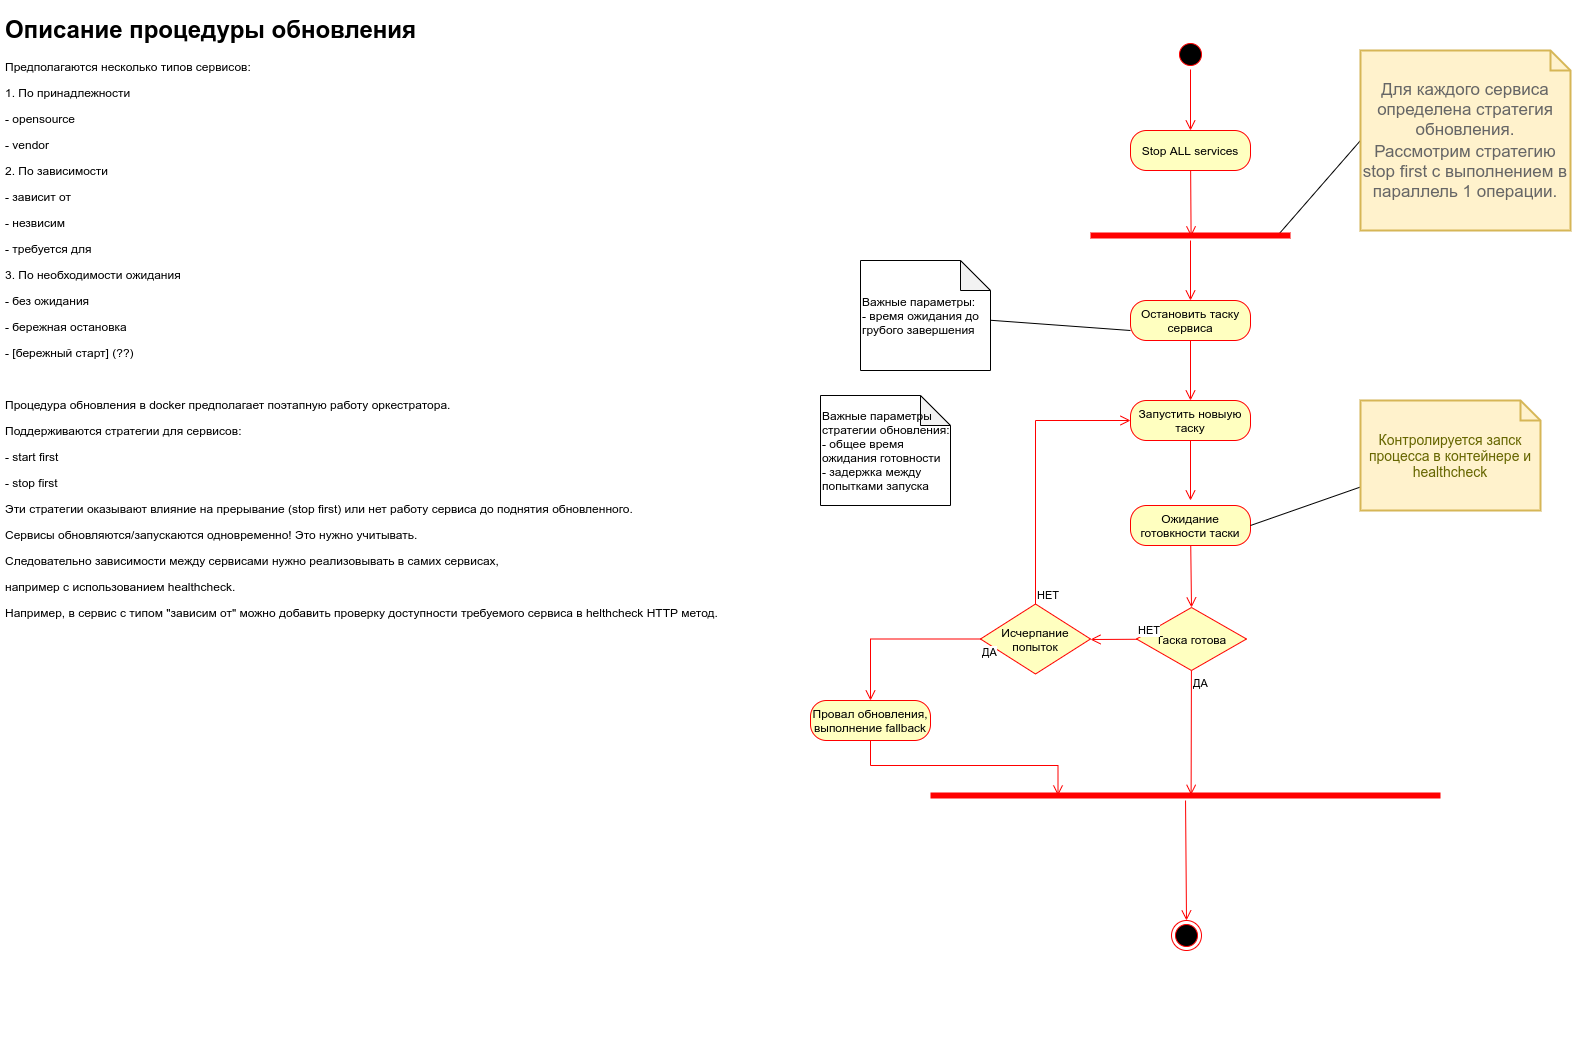 Описание процедуры обновления
Предполагаются несколько типов сервисов:
1. По принадлежности
- opensource
- vendor
2. По зависимости
- зависит от
- незвисим
- требуется для
3. По необходимости ожидания
- без ожидания
- бережная остановка
- [бережный старт] (??)
Процедура обновления в docker предполагает поэтапную работу оркестратора.
Поддерживаются стратегии для сервисов:
- start first
- stop first
Эти стратегии оказывают влияние на прерывание (stop first) или нет работу сервиса до поднятия обновленного.
Сервисы обновляются/запускаются одновременно! Это нужно учитывать.
Следовательно зависимости между сервисами нужно реализовывать в самих сервисах,
например с использованием healthcheck.
Например, в сервис с типом "зависим от" можно добавить проверку доступности требуемого сервиса в helthcheck HTTP метод.
Stop ALL services
Для каждого сервиса
определена стратегия
обновления.
Рассмотрим стратегию
stop first с выполнением в
параллель 1 операции.
Важные параметры:
- время ожидания до
грубого завершения
Остановить таску
сервиса
Важные параметры
стратегии обновления:
- общее время
ожидания готовности
- задержка между
попытками запуска
Запустить новыую
таску
Контролируется запск
процесса в контейнере и
healthcheck
Ожидание
готовкности таски
НЕТ
Исчерпание
попыток
ДА
НЕТ
Таска готова
ДА
Провал обновления,
выполнение fallback